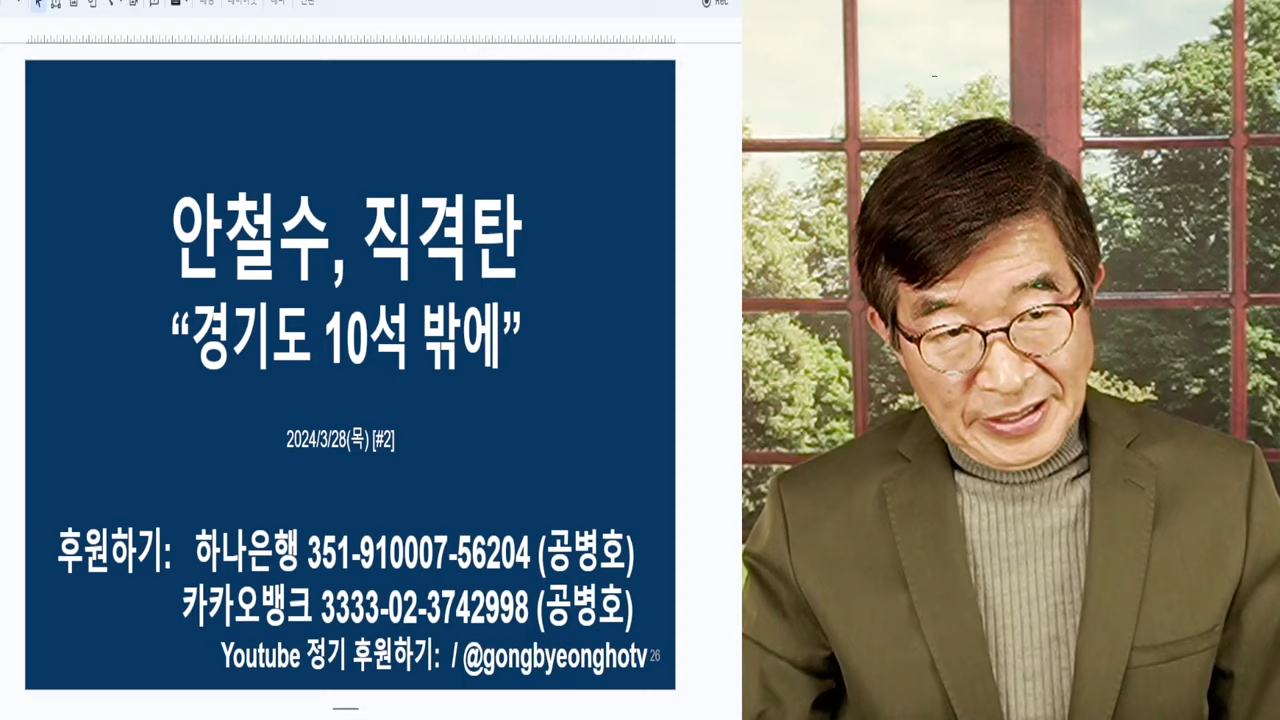 Rec
안철수, 직격탄
“경기도 10석 밖에”
2024/3/28(목) [#2]
후원하기: 하나은행 351-910007-56204 (공병호)
카카오뱅크 3333-02-3742998 (공병호)
Youtube 정기 후원하기: / @gongbyeonghotv
26